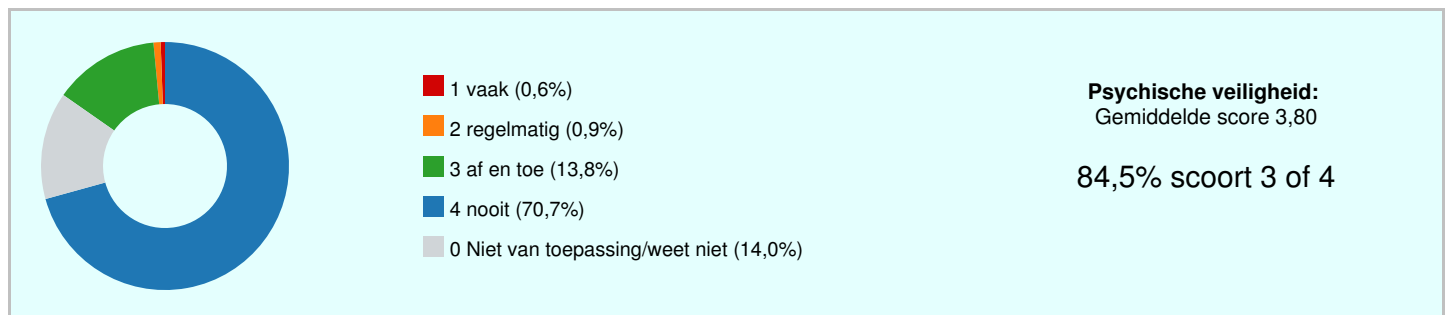 1 vaak (0,6%)
2 regelmatig (0,9%)
3 af en toe (13,8%)
4 nooit (70,7%)
0 Niet van toepassing/weet niet (14,0%)
Psychische veiligheid:
Gemiddelde score 3,80
84,5% scoort 3 of 4